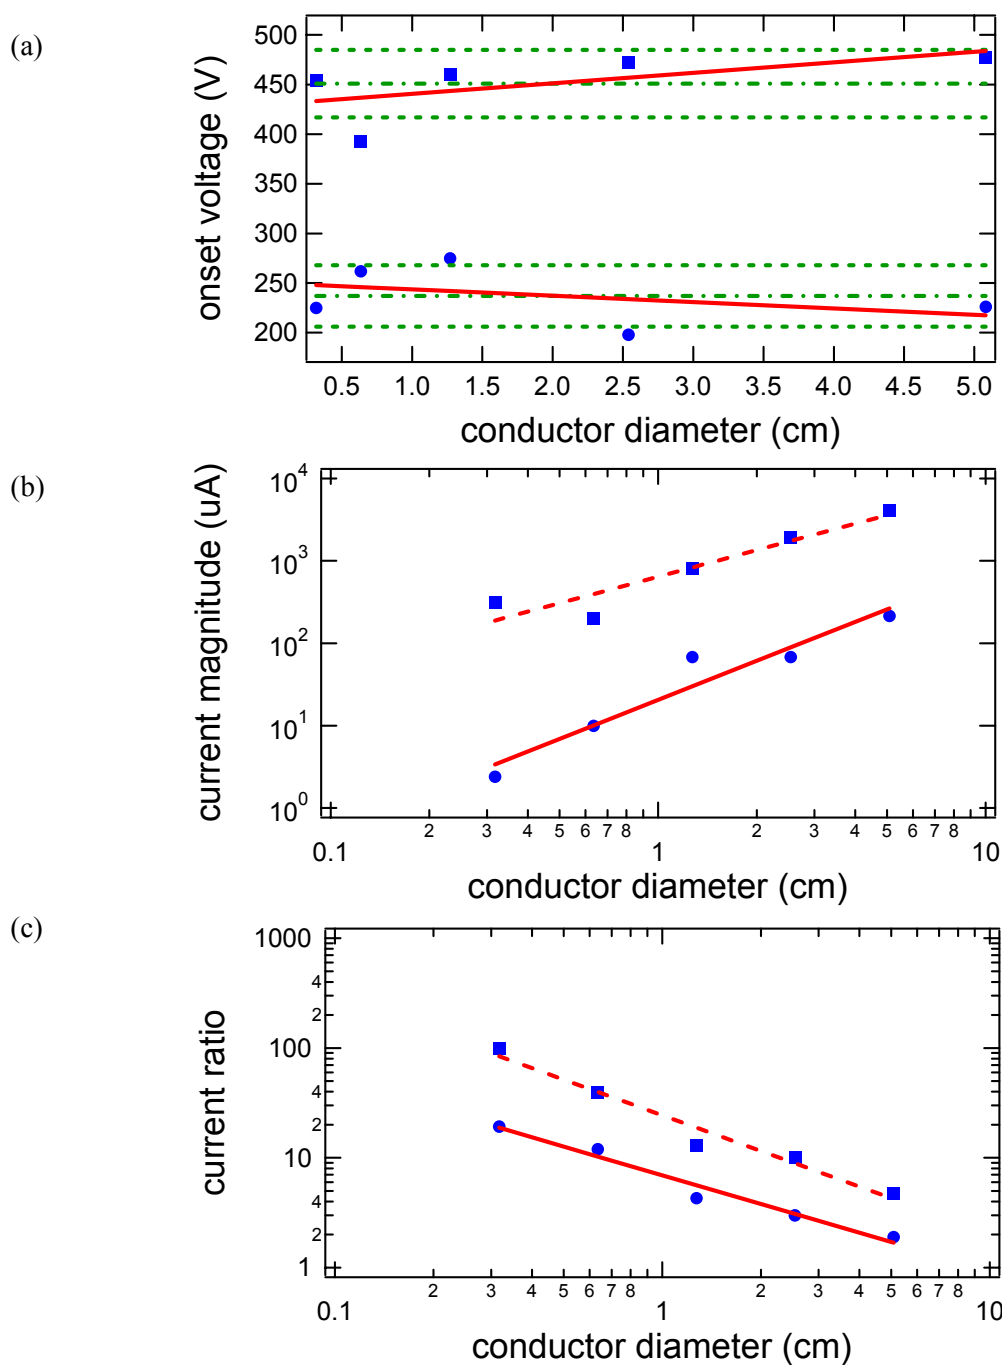 (a)
onset voltage (V)
500
450
400
350
300
250
200
0.5 1.0 1.5 2.0 2.5 3.0 3.5 4.0 4.5 5.0
conductor diameter (cm)
(b)
current magnitude (uA)
10^4
10^3
10^2
10^1
10^0
2 3 4 5 6 7 8 2 3 4 5 6 7 8
0.1 1 10
conductor diameter (cm)
(c)
current ratio
1000
4
2
100
4
2
10
4
2
1
2 3 4 5 6 7 8 2 3 4 5 6 7 8
0.1 1 10
conductor diameter (cm)